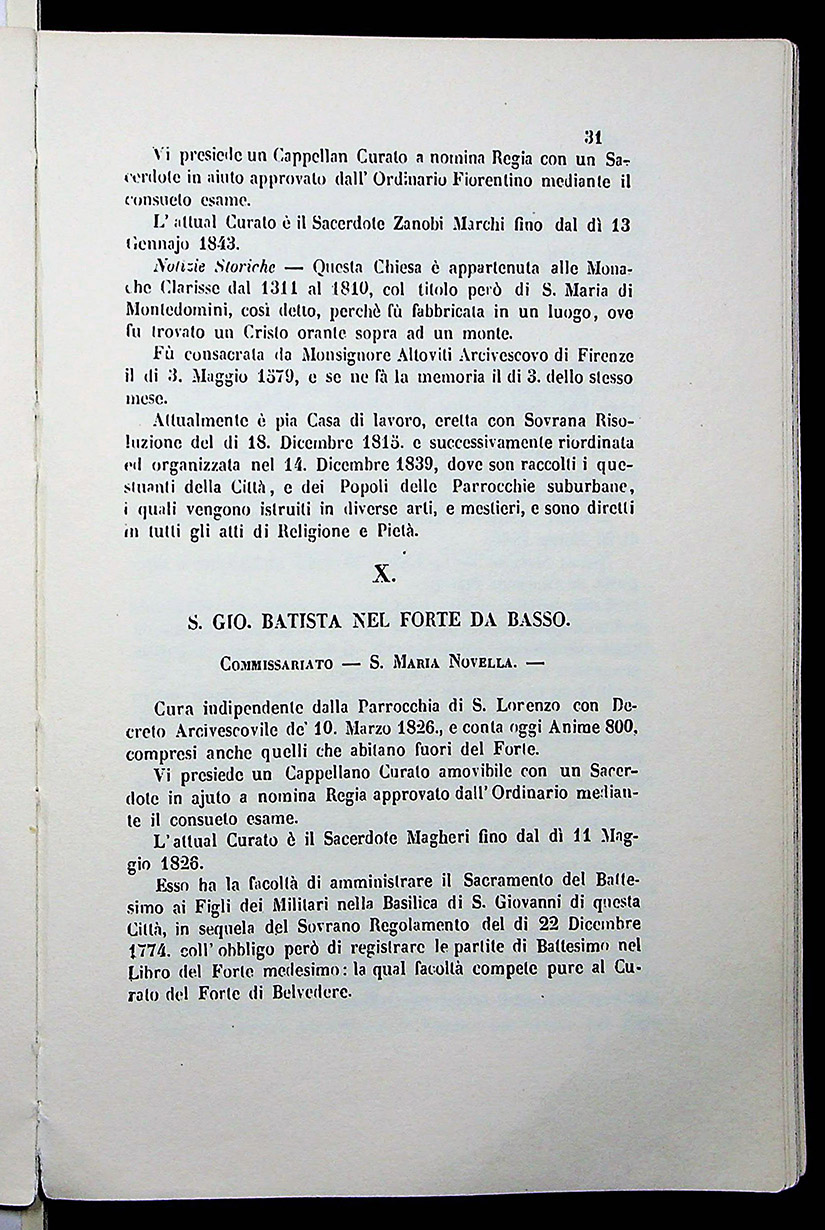 31
Vi presiede un Cappellan Curato a nomina Regia con un Sa-
cerdote in aiuto approvato dall' Ordinario Fiorentino mediante il
consueto esame.
L' attual Curato è il Sacerdote Zanobi Marchi fino dal dì 13
Gennajo 1843.
Notizie Storiche — Questa Chiesa è appartenuta alle Mona-
che Clarisse dal 1311 al 1810, col titolo però di S. Maria di
Montedomini, così detto, perchè fù fabbricata in un luogo, ove
fu trovato un Cristo orante sopra ad un monte.
Fù consacrata da Monsignore Altoviti Arcivescovo di Firenze
il di 3. Maggio 1579, e se ne fà la memoria il di 3. dello stesso
mese.
Attualmente è pia Casa di lavoro, eretta con Sovrana Riso-
luzione del di 18. Dicembre 1815. e successivamente riordinata
ed organizzata nel 14. Dicembre 1839, dove son raccolti i que-
stuanti della Città, e dei Popoli delle Parrocchie suburbane,
i quali vengono istruiti in diverse arti, e mestieri, e sono diretti
in tutti gli atti di Religione e Pietà.
X.
S. GIO. BATISTA NEL FORTE DA BASSO.
COMMISSARIATO — S. MARIA NOVELLA. —
Cura indipendente dalla Parrocchia di S. Lorenzo con De-
creto Arcivescovile de' 10. Marzo 1826., e conta oggi Anime 800,
compresi anche quelli che abitano fuori del Forte.
Vi presiede un Cappellano Curato amovibile con un Sacer-
dote in ajuto a nomina Regia approvato dall' Ordinario median-
te il consueto esame.
L' attual Curato è il Sacerdote Magheri fino dal dì 11 Mag-
gio 1826.
Esso ha la facoltà di amministrare il Sacramento del Batte-
simo ai Figli dei Militari nella Basilica di S. Giovanni di questa
Città, in sequela del Sovrano Regolamento del di 22 Dicembre
1774. coll' obbligo però di registrare le partite di Battesimo nel
Libro del Forte medesimo: la qual facoltà compete pure al Cu-
rato del Forte di Belvedere.